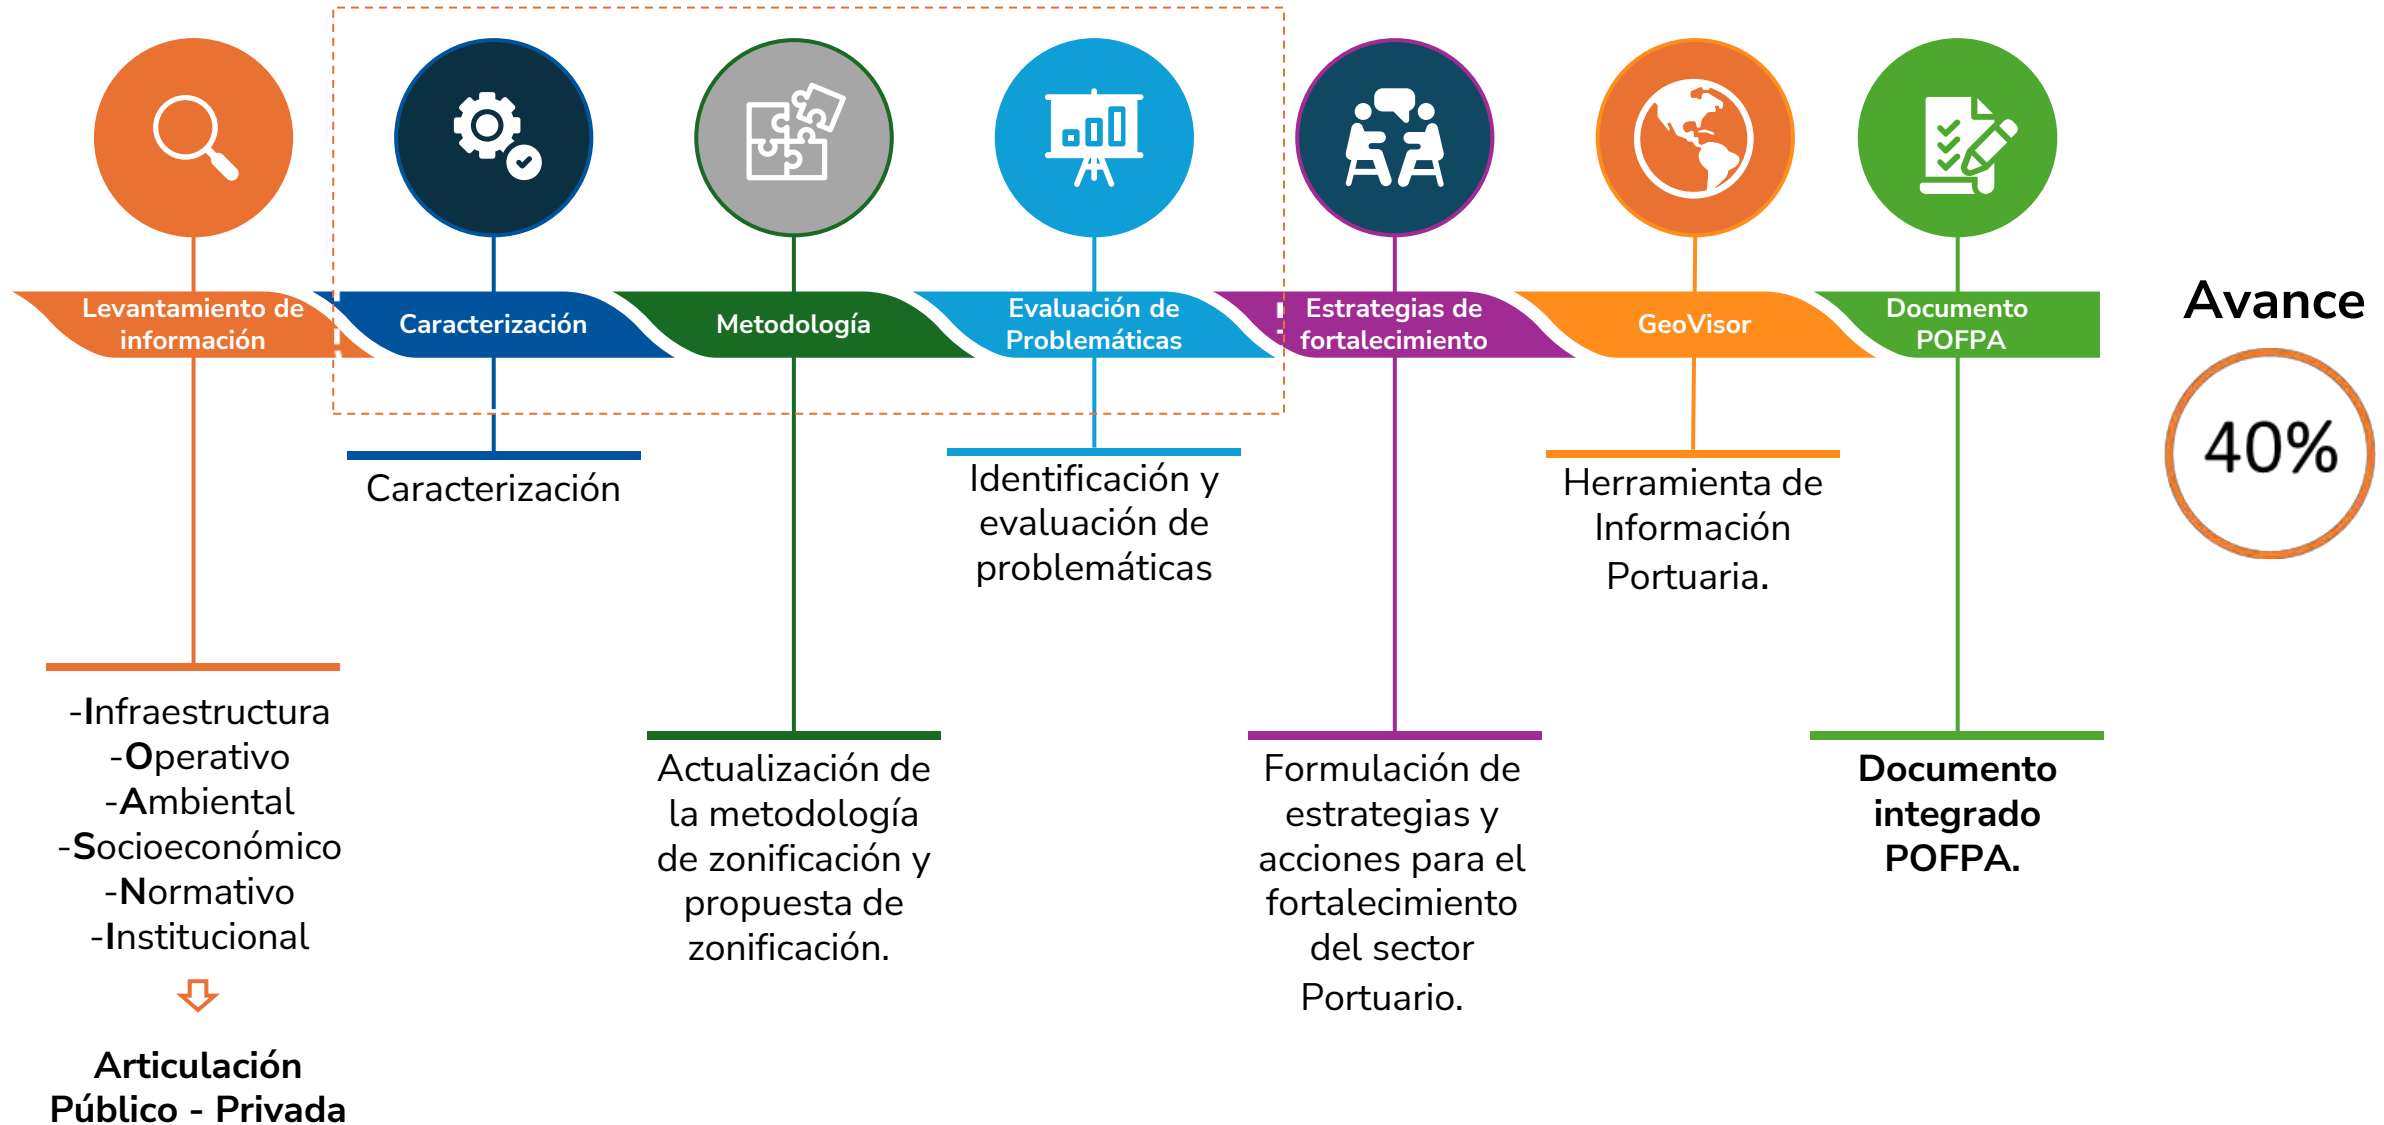 Levantamiento de
información
Caracterización
Metodología
Evaluación de
Problemáticas
Estrategias de
fortalecimiento
GeoVisor
Documento
POFPA
Avance
40%
Caracterización
Identificación y
evaluación de
problemáticas
Herramienta de
Información
Portuaria.
-Infraestructura
-Operativo
-Ambiental
-Socioeconómico
-Normativo
-Institucional
Articulación
Público - Privada
Actualización de
la metodología
de zonificación y
propuesta de
zonificación.
Formulación de
estrategias y
acciones para el
fortalecimiento
del sector
Portuario.
Documento
integrado
POFPA.